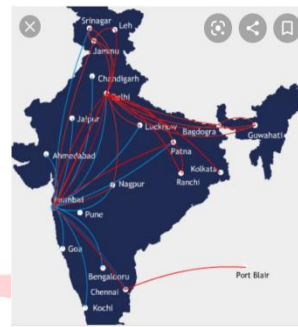 Srinagar
Leh
Jammu
Chandigarh
Delhi
Jaipur
Lucknow
Bagdogra
Guwahati
Ahmedabad
Patna
Kolkata
Ranchi
Nagpur
Mumbai
Pune
Goa
Bengalooru
Chennai
Port Blair
Kochi